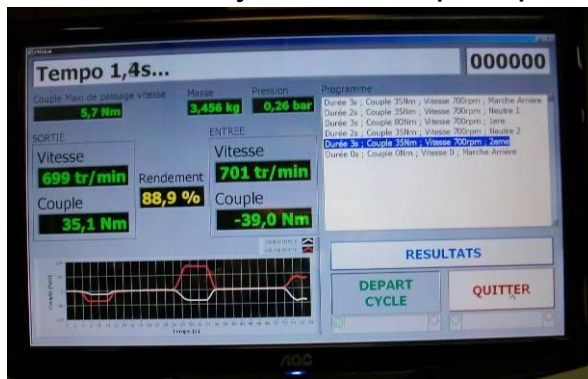 Tempo 1,4s...
000000
Couple Maxi de passage vitesse
5,7 Nm
Masse
3,456 kg
Pression
0,26 bar
Programme
Durée 3s ; Couple 35Nm ; Vitesse 700rpm ; Marche Arrière
Durée 2s ; Couple 35Nm ; Vitesse 700rpm ; Neutre 1
Durée 3s ; Couple 80Nm ; Vitesse 700rpm ; 1ere
Durée 2s ; Couple 35Nm ; Vitesse 700rpm ; Neutre 2
Durée 3s ; Couple 35Nm ; Vitesse 700rpm ; 2eme
Durée 0s ; Couple 0Nm ; Vitesse 0 ; Marche Arrière
SORTIE
Vitesse
699 tr/min
Couple
35,1 Nm
Rendement
88,9 %
ENTREE
Vitesse
701 tr/min
Couple
-39,0 Nm
Couple (Nm)
Temps (s)
RESULTATS
DEPART
CYCLE
QUITTER
AOC